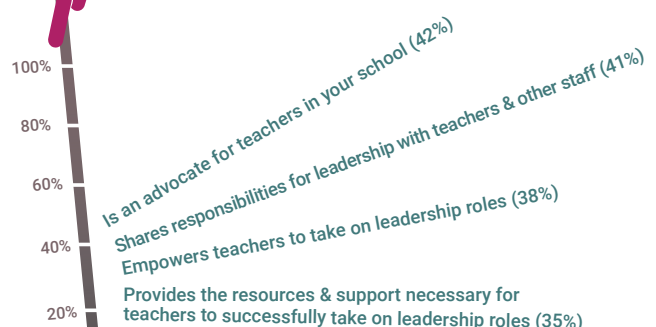 100%
80%
60%
40%
20%
Is an advocate for teachers in your school (42%)
Shares responsibilities for leadership with teachers & other staff (41%)
Empowers teachers to take on leadership roles (38%)
Provides the resources & support necessary for
teachers to successfully take on leadership roles (35%)